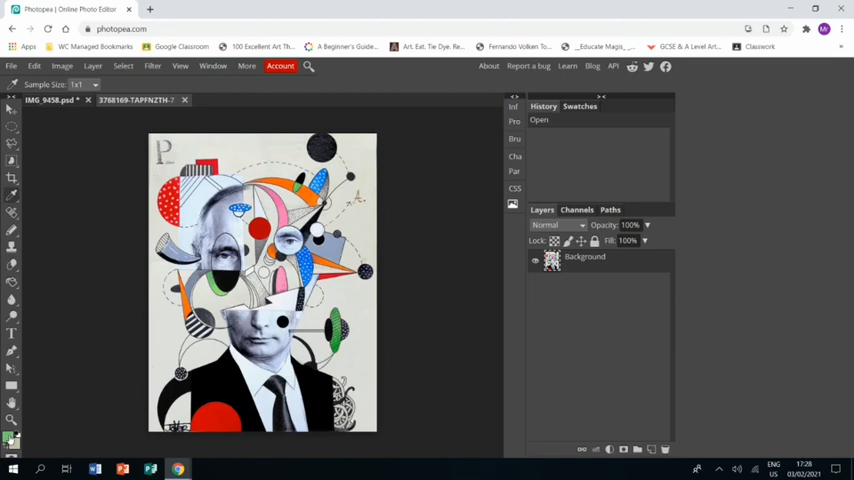 Photopea | Online Photo Editor
photopea.com
Apps WC Managed Bookmarks Google Classroom 100 Excellent Art Th... A Beginner's Guide... Art. Eat. Tie Dye. Re... Fernando Volken To... __Educate Magis_... GCSE & A Level Art... Classwork
File Edit Image Layer Select Filter View Window More Account About Report a bug Learn Blog API
Sample Size: 1x1
IMG_9458.psd * 3768169-TAPFNZTH-7
Inf
Pro
Bru
Cha
Par
CSS
History Swatches
Open
Layers Channels Paths
Normal Opacity: 100%
Lock: Fill: 100%
Background
P
A.
ENG
US
17:28
03/02/2021